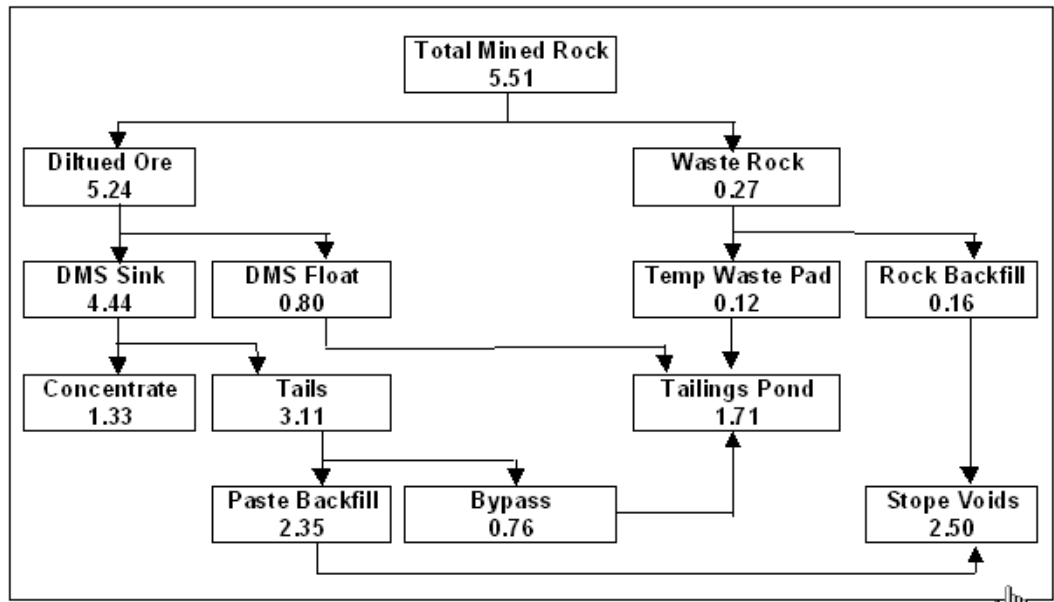 Total Mined Rock
5.51
Diltued Ore
5.24
Waste Rock
0.27
DMS Sink
4.44
DMS Float
0.80
Temp Waste Pad
0.12
Rock Backfill
0.16
Concentrate
1.33
Tails
3.11
Tailings Pond
1.71
Paste Backfill
2.35
Bypass
0.76
Stope Voids
2.50